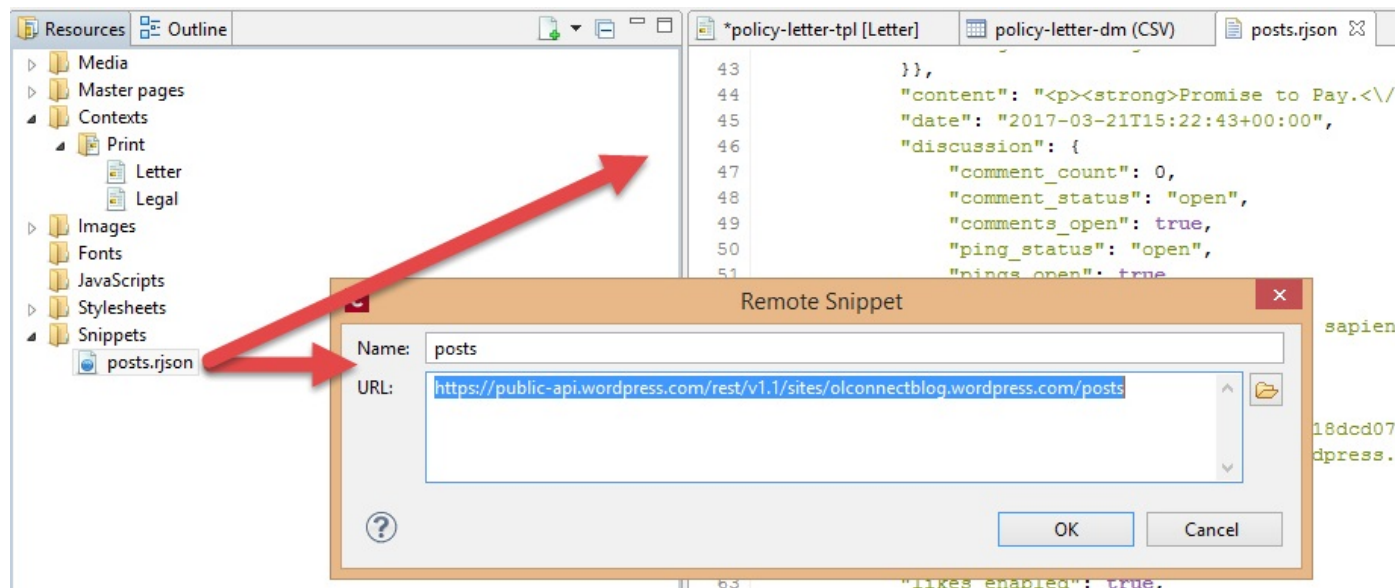 Resources Outline
*policy-letter-tpl [Letter] policy-letter-dm (CSV) posts.rjson
Media
Master pages
Contexts
Print
Letter
Legal
Images
Fonts
JavaScripts
Stylesheets
Snippets
posts.rjson
43 }},
44 "content": "<p><strong>Promise to Pay.<\/
45 "date": "2017-03-21T15:22:43+00:00",
46 "discussion": {
47 "comment_count": 0,
48 "comment_status": "open",
49 "comments_open": true,
50 "ping_status": "open",
51 "pings_open": true
sapien
18dcd07
dpress.
63 "likes_enabled": true,
Remote Snippet
Name: posts
URL: https://public-api.wordpress.com/rest/v1.1/sites/olconnectblog.wordpress.com/posts
OK Cancel